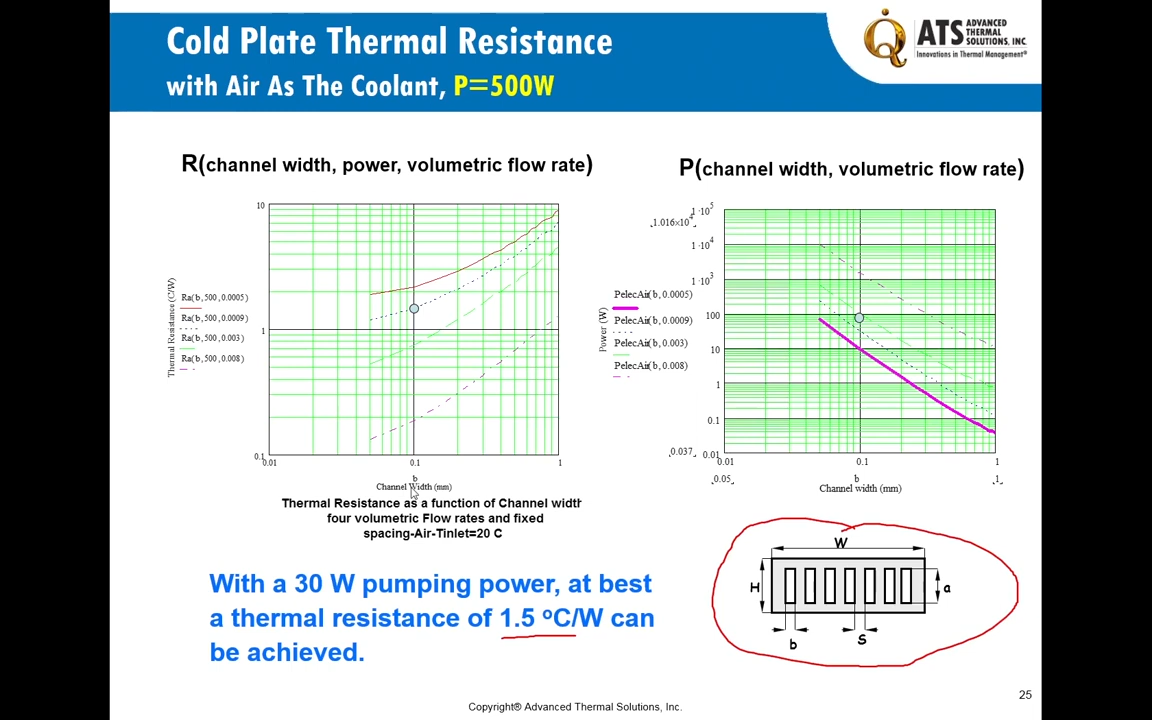 Cold Plate Thermal Resistance
with Air As The Coolant, P=500W
ATS ADVANCED THERMAL SOLUTIONS, INC
Innovations in Thermal Management®
R(channel width, power, volumetric flow rate)
P(channel width, volumetric flow rate)
10
1
0.1
0.01
0.1
1
Thermal Resistance (C/W)
Ra(b,500,0.0005)
Ra(b,500,0.0009)
Ra(b,500,0.003)
Ra(b,500,0.008)
b
Channel Width (mm)
1.016×10⁴
1·10⁵
1·10⁴
1·10³
100
10
1
0.1
0.01
0.037
Power (W)
PelecAir(b,0.0005)
PelecAir(b,0.0009)
PelecAir(b,0.003)
PelecAir(b,0.008)
0.01
0.1
1
0.05
b
1
Channel width (mm)
Thermal Resistance as a function of Channel width
four volumetric Flow rates and fixed
spacing-Air-Tinlet=20 C
With a 30 W pumping power, at best
a thermal resistance of 1.5 ᵒC/W can
be achieved.
W
H
a
b
S
25
Copyright® Advanced Thermal Solutions, Inc.